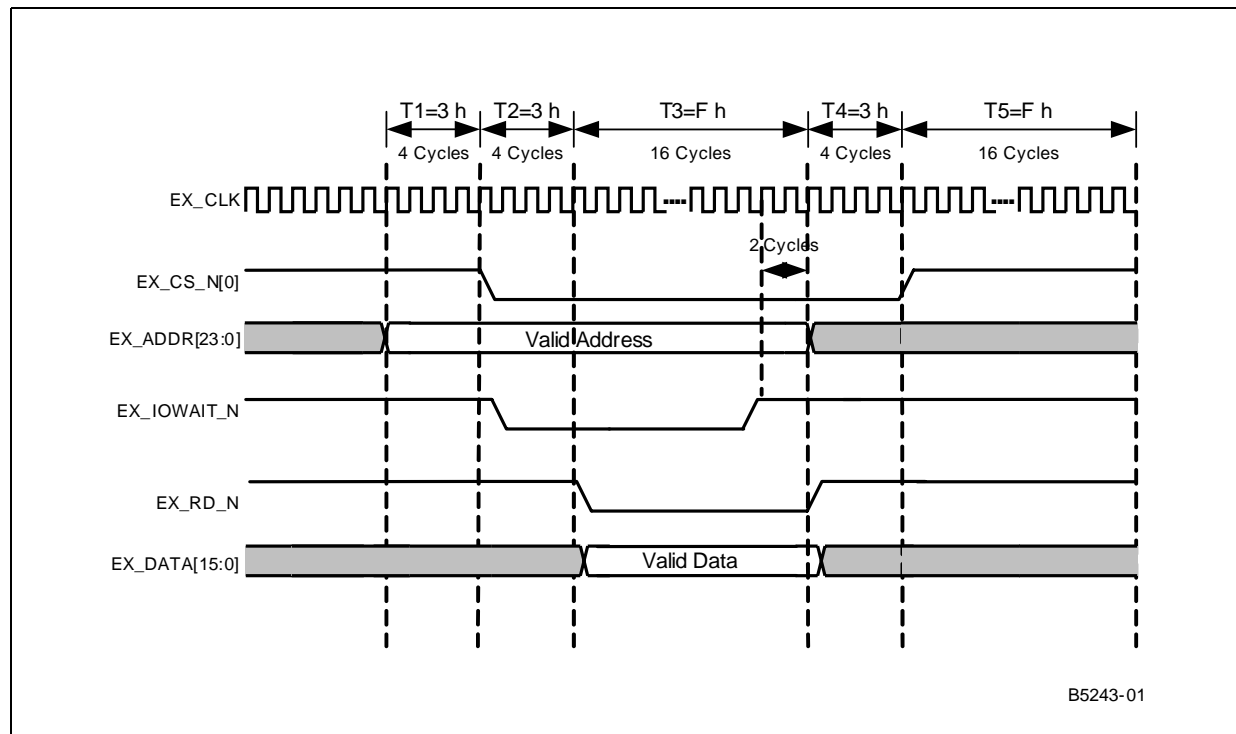 T1=3 h T2=3 h T3=F h T4=3 h T5=F h
4 Cycles 4 Cycles 16 Cycles 4 Cycles 16 Cycles
EX_CLK
2 Cycles
EX_CS_N[0]
EX_ADDR[23:0] Valid Address
EX_IOWAIT_N
EX_RD_N
EX_DATA[15:0] Valid Data
B5243-01